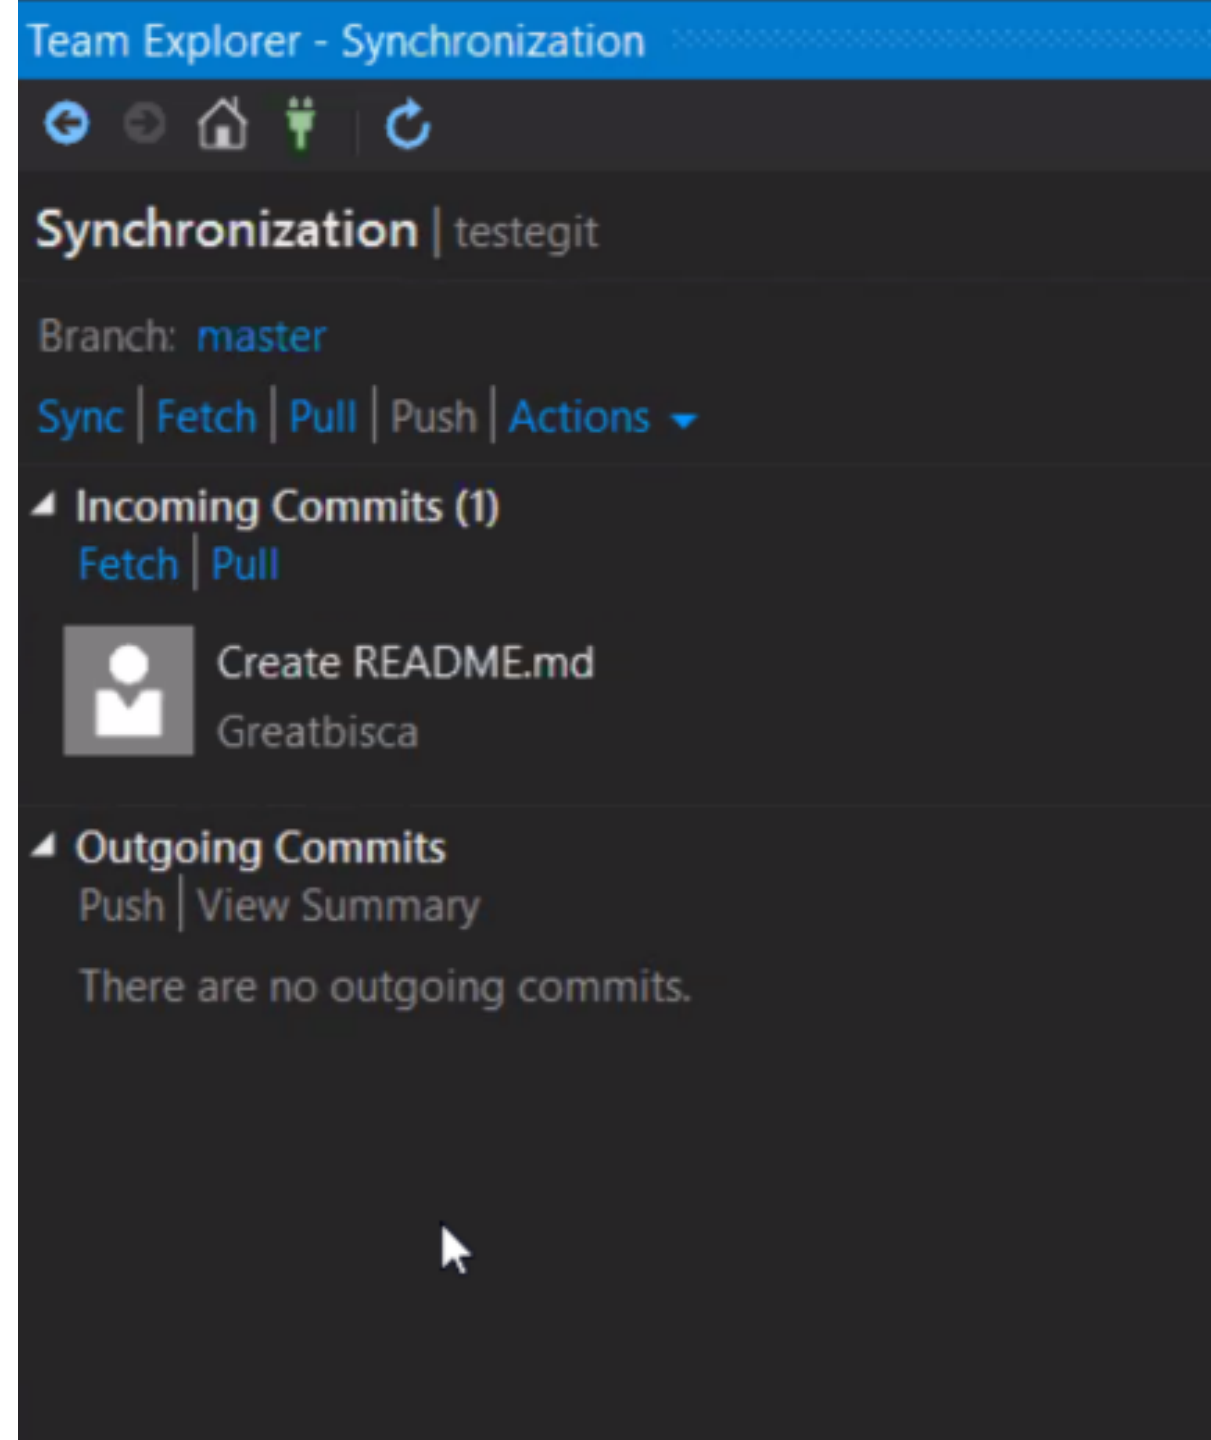 Team Explorer - Synchronization
Synchronization | testegit
Branch: master
Sync | Fetch | Pull | Push | Actions
Incoming Commits (1)
Fetch | Pull
Create README.md
Greatbisca
Outgoing Commits
Push | View Summary
There are no outgoing commits.